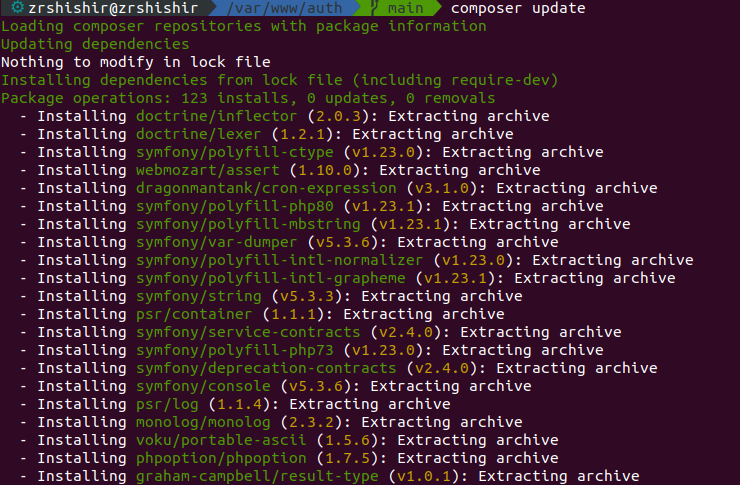 zrshishir@zrshishir /var/www/auth main composer update
Loading composer repositories with package information
Updating dependencies
Nothing to modify in lock file
Installing dependencies from lock file (including require-dev)
Package operations: 123 installs, 0 updates, 0 removals
- Installing doctrine/inflector (2.0.3): Extracting archive
- Installing doctrine/lexer (1.2.1): Extracting archive
- Installing symfony/polyfill-ctype (v1.23.0): Extracting archive
- Installing webmozart/assert (1.10.0): Extracting archive
- Installing dragonmantank/cron-expression (v3.1.0): Extracting archive
- Installing symfony/polyfill-php80 (v1.23.1): Extracting archive
- Installing symfony/polyfill-mbstring (v1.23.1): Extracting archive
- Installing symfony/var-dumper (v5.3.6): Extracting archive
- Installing symfony/polyfill-intl-normalizer (v1.23.0): Extracting archive
- Installing symfony/polyfill-intl-grapheme (v1.23.1): Extracting archive
- Installing symfony/string (v5.3.3): Extracting archive
- Installing psr/container (1.1.1): Extracting archive
- Installing symfony/service-contracts (v2.4.0): Extracting archive
- Installing symfony/polyfill-php73 (v1.23.0): Extracting archive
- Installing symfony/deprecation-contracts (v2.4.0): Extracting archive
- Installing symfony/console (v5.3.6): Extracting archive
- Installing psr/log (1.1.4): Extracting archive
- Installing monolog/monolog (2.3.2): Extracting archive
- Installing voku/portable-ascii (1.5.6): Extracting archive
- Installing phpoption/phpoption (1.7.5): Extracting archive
- Installing graham-campbell/result-type (v1.0.1): Extracting archive